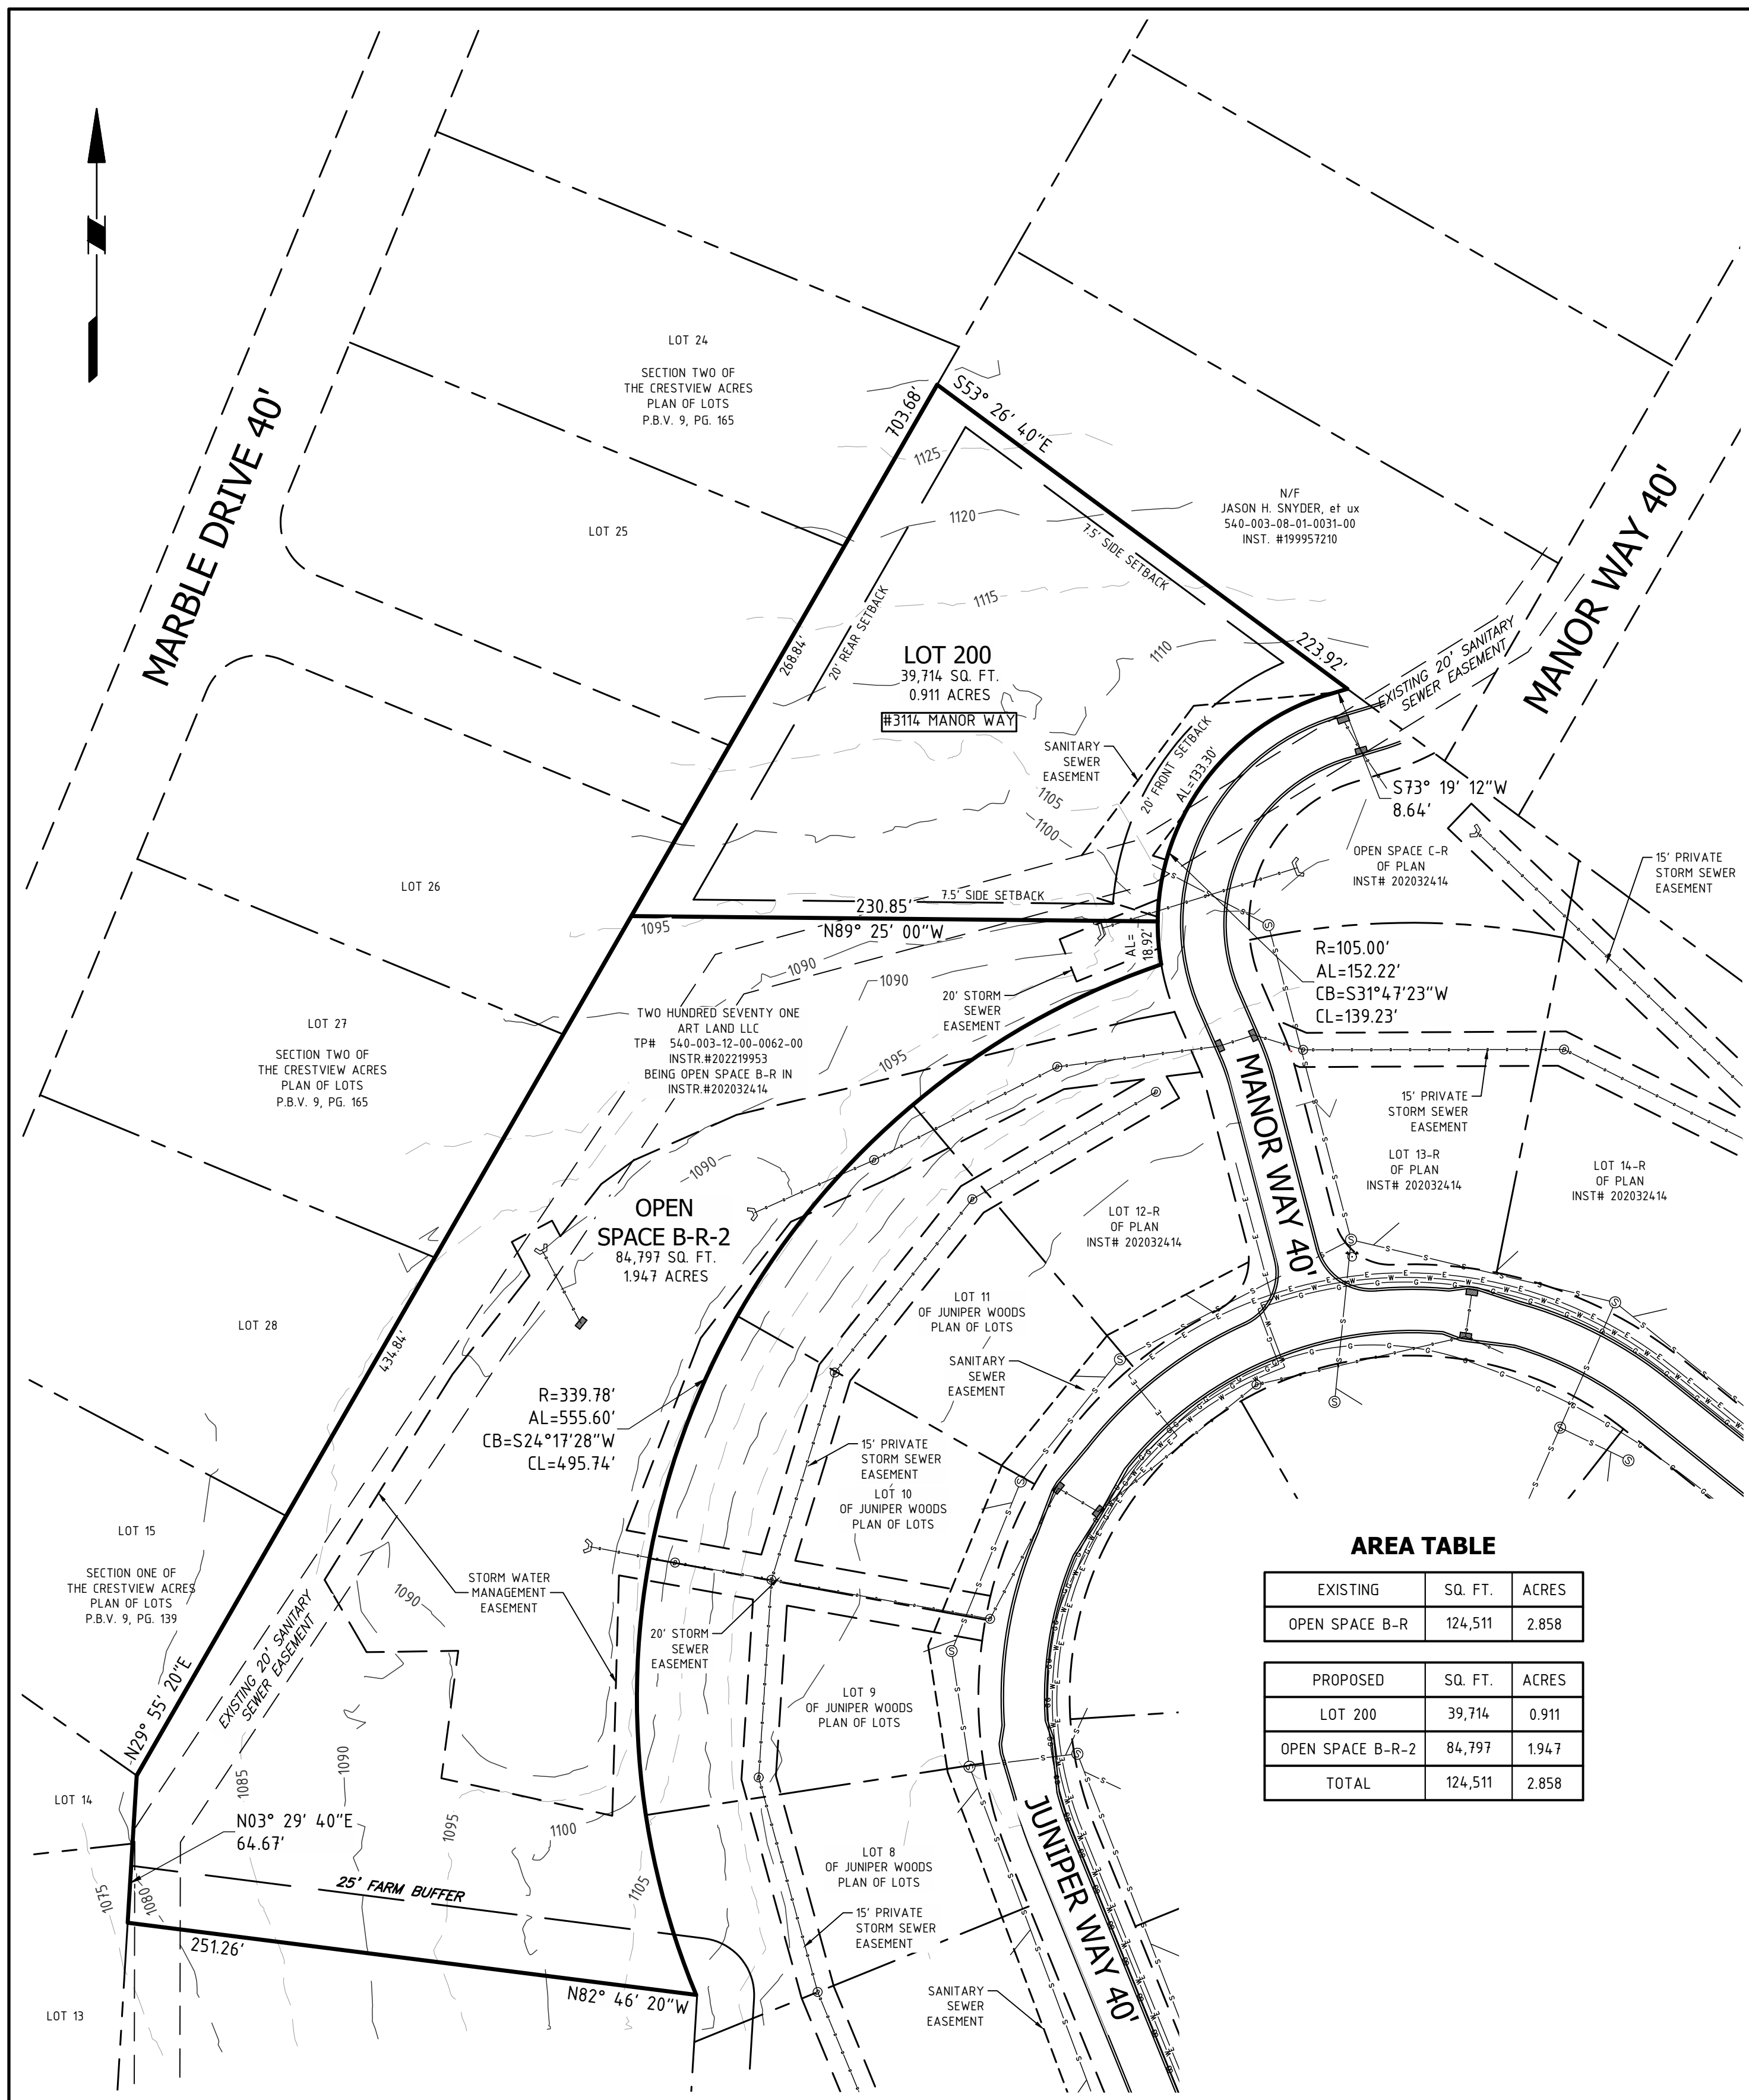 MARBLE DRIVE 40'
LOT 24
SECTION TWO OF
THE CRESTVIEW ACRES
PLAN OF LOTS
P.B.V. 9, PG. 165
703.68'
S53° 26' 40"E
1125
1120
1115
1110
1105
1100
7.5' SIDE SETBACK
N/F
JASON H. SNYDER, et ux
540-003-08-01-0031-00
INST. #199957210
LOT 25
268.84'
20' REAR SETBACK
LOT 200
39,714 SQ. FT.
0.911 ACRES
#3114 MANOR WAY
223.92'
EXISTING 20' SANITARY
SEWER EASEMENT
MANOR WAY 40'
SANITARY
SEWER
EASEMENT
20' FRONT SETBACK
AL=133.30'
S73° 19' 12"W
8.64'
OPEN SPACE C-R
OF PLAN
INST# 202032414
15' PRIVATE
STORM SEWER
EASEMENT
LOT 26
7.5' SIDE SETBACK
230.85'
N89° 25' 00"W
1095
1090
1090
AL=
18.92'
20' STORM
SEWER
EASEMENT
R=105.00'
AL=152.22'
CB=S31°47'23"W
CL=139.23'
LOT 27
SECTION TWO OF
THE CRESTVIEW ACRES
PLAN OF LOTS
P.B.V. 9, PG. 165
TWO HUNDRED SEVENTY ONE
ART LAND LLC
TP# 540-003-12-00-0062-00
INSTR.#202219953
BEING OPEN SPACE B-R IN
INSTR.#202032414
1095
1090
MANOR WAY 40'
15' PRIVATE
STORM SEWER
EASEMENT
LOT 13-R
OF PLAN
INST# 202032414
LOT 14-R
OF PLAN
INST# 202032414
LOT 12-R
OF PLAN
INST# 202032414
OPEN
SPACE B-R-2
84,797 SQ. FT.
1.947 ACRES
LOT 28
434.84'
LOT 11
OF JUNIPER WOODS
PLAN OF LOTS
SANITARY
SEWER
EASEMENT
R=339.78'
AL=555.60'
CB=S24°17'28"W
CL=495.74'
15' PRIVATE
STORM SEWER
EASEMENT
LOT 10
OF JUNIPER WOODS
PLAN OF LOTS
LOT 15
SECTION ONE OF
THE CRESTVIEW ACRES
PLAN OF LOTS
P.B.V. 9, PG. 139
STORM WATER
MANAGEMENT
EASEMENT
1090
20' STORM
SEWER
EASEMENT
EXISTING 20' SANITARY
SEWER EASEMENT
N29° 55' 20"E
LOT 9
OF JUNIPER WOODS
PLAN OF LOTS
LOT 14
1085
1090
1095
1100
1105
1075
1080
N03° 29' 40"E
64.67'
25' FARM BUFFER
LOT 8
OF JUNIPER WOODS
PLAN OF LOTS
15' PRIVATE
STORM SEWER
EASEMENT
251.26'
N82° 46' 20"W
LOT 13
SANITARY
SEWER
EASEMENT
JUNIPER WAY 40'
AREA TABLE
EXISTING SQ. FT. ACRES
OPEN SPACE B-R 124,511 2.858
PROPOSED SQ. FT. ACRES
LOT 200 39,714 0.911
OPEN SPACE B-R-2 84,797 1.947
TOTAL 124,511 2.858